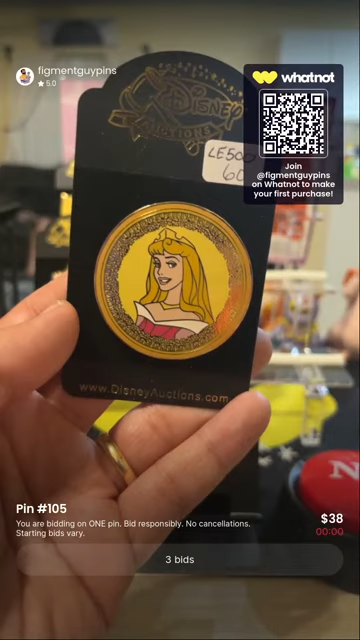 figmentguypins
★ 5.0
whatnot
Join
@figmentguypins
on Whatnot to make
your first purchase!
Disney
AUCTIONS
LE500
60
www.DisneyAuctions.com
Pin #105
You are bidding on ONE pin. Bid responsibly. No cancellations.
Starting bids vary.
$38
00:00
3 bids
N